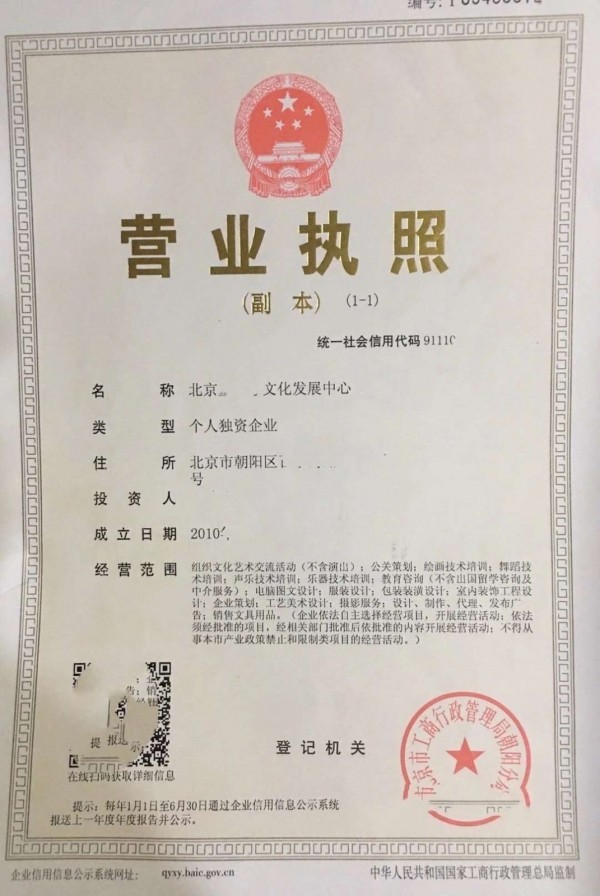 编号:
营业执照
(副 本) (1-1)
统一社会信用代码 9111
名 称 北京 文化发展中心
类 型 个人独资企业
住 所 北京市朝阳区
号
投 资 人
成立日期 2010
经营范围 组织文化艺术交流活动（不含演出）；公关策划；绘画技术培训；舞蹈技
术培训；声乐技术培训；乐器技术培训；教育咨询（不含出国留学咨询及
中介服务）；电脑图文设计；服装设计；包装装潢设计；室内装饰工程设
计；企业策划；工艺美术设计；摄影服务；设计、制作、代理、发布广
告；销售文具用品。（企业依法自主选择经营项目，开展经营活动；依法
须经批准的项目，经相关部门批准后依批准的内容开展经营活动；不得从
事本市产业政策禁止和限制类项目的经营活动。）
在线扫码获取详细信息
登记机关
北京市工商行政管理局朝阳分局
提示：每年1月1日至6月30日通过企业信用信息公示系统
报送上一年度年度报告并公示。
企业信用信息公示系统网址： qyxy.baic.gov.cn
中华人民共和国国家工商行政管理总局监制